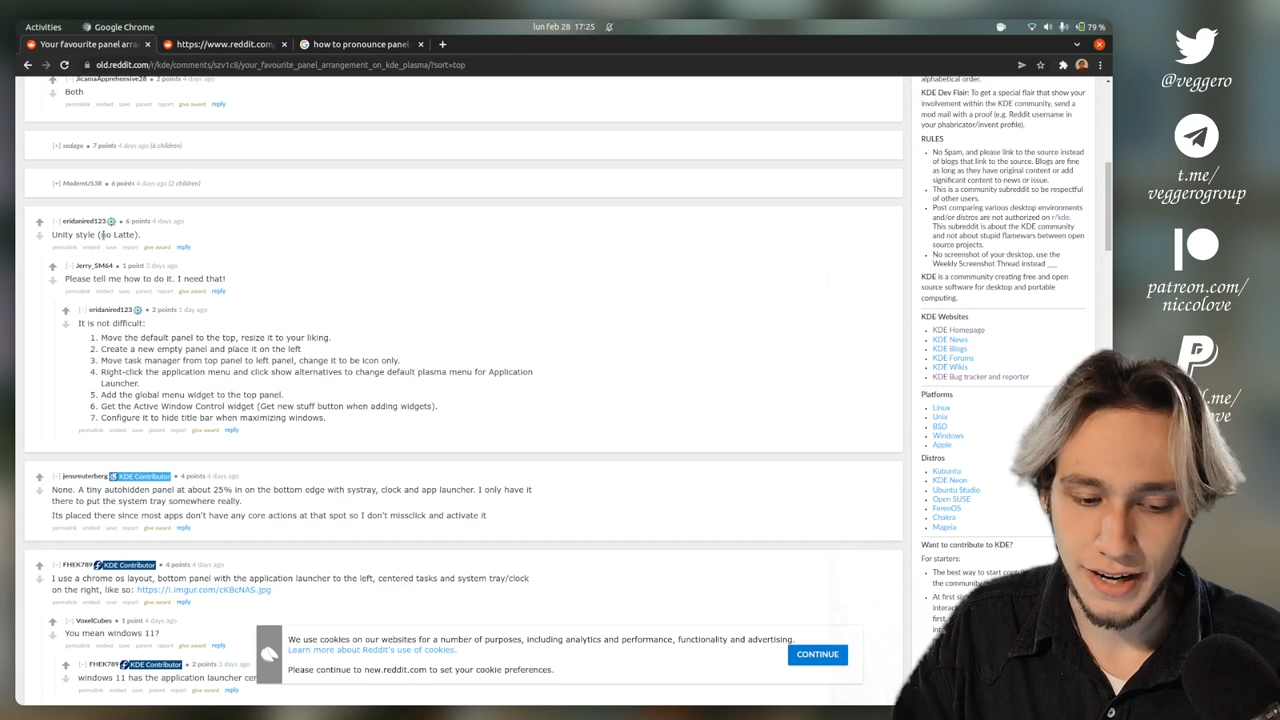 Activities
Google Chrome
lun feb 28 17:25
79 %
Your favourite panel arra
https://www.reddit.com/
how to pronounce panel
old.reddit.com/r/kde/comments/szv1c8/your_favourite_panel_arrangement_on_kde_plasma/?sort=top
JicamaApprehensive28 • 2 points 4 days ago
Both
permalink embed save parent report give award reply
[+] sedago • 7 points 4 days ago (6 children)
[+] ModernUS3R • 6 points 4 days ago (2 children)
[–] eridanired123 • 6 points 4 days ago
Unity style (no Latte).
permalink embed save report give award reply
[–] Jerry_SM64 • 1 point 3 days ago
Please tell me how to do it. I need that!
permalink embed save parent report give award reply
[–] eridanired123 • 2 points 1 day ago
It is not difficult:
1. Move the default panel to the top, resize it to your liking.
2. Create a new empty panel and place it on the left
3. Move task manager from top panel to left panel, change it to be icon only.
4. Right-click the application menu and click show alternatives to change default plasma menu for Application
Launcher.
5. Add the global menu widget to the top panel.
6. Get the Active Window Control widget (Get new stuff button when adding widgets).
7. Configure it to hide title bar when maximizing windows.
permalink embed save parent report give award reply
[–] jensreuterberg KDE Contributor • 4 points 4 days ago
None. A tiny autohidden panel at about 25% in on the bottom edge with systray, clock and app launcher. I only have it
there to put the system tray somewhere really.
Its placed there since most apps don't have any core actions at that spot so I don't missclick and activate it
permalink embed save report give award reply
[–] FHEK789 KDE Contributor • 4 points 4 days ago
I use a chrome os layout, bottom panel with the application launcher to the left, centered tasks and system tray/clock
on the right, like so: https://i.imgur.com/cKBcNAS.jpg
permalink embed save report give award reply
[–] VoxelCubes • 1 point 4 days ago
You mean windows 11?
permalink embed save parent report give award reply
[–] FHEK789 KDE Contributor • 2 points 3 days ago
windows 11 has the application launcher cen
permalink embed save parent report give award reply
We use cookies on our websites for a number of purposes, including analytics and performance, functionality and advertising.
Learn more about Reddit's use of cookies.
Please continue to new.reddit.com to set your cookie preferences.
CONTINUE
alphabetical order.
KDE Dev Flair: To get a special flair that show your
involvement within the KDE community, send a
mod mail with a proof (e.g. Reddit username in
your phabricator/invent profile).
RULES
No Spam, and please link to the source instead
of blogs that link to the source. Blogs are fine
as long as they have original content or add
significant content to news or issue.
This is a community subreddit so be respectful
of other users.
Post comparing various desktop environments
and/or distros are not authorized on r/kde.
This subreddit is about the KDE community
and not about stupid flamewars between open
source projects.
No screenshot of your desktop, use the
Weekly Screenshot Thread instead ___
KDE is a commmunity creating free and open
source software for desktop and portable
computing.
KDE Websites
KDE Homepage
KDE News
KDE Blogs
KDE Forums
KDE Wikis
KDE Bug tracker and reporter
Platforms
Linux
Unix
BSD
Windows
Apple
Distros
Kubuntu
KDE Neon
Ubuntu Studio
Open SUSE
FerenOS
Chakra
Mageia
Want to contribute to KDE?
For starters:
The best way to start
the community
At first
@veggero
t.me/
veggerogroup
patreon.com/
niccolove
.me/
love